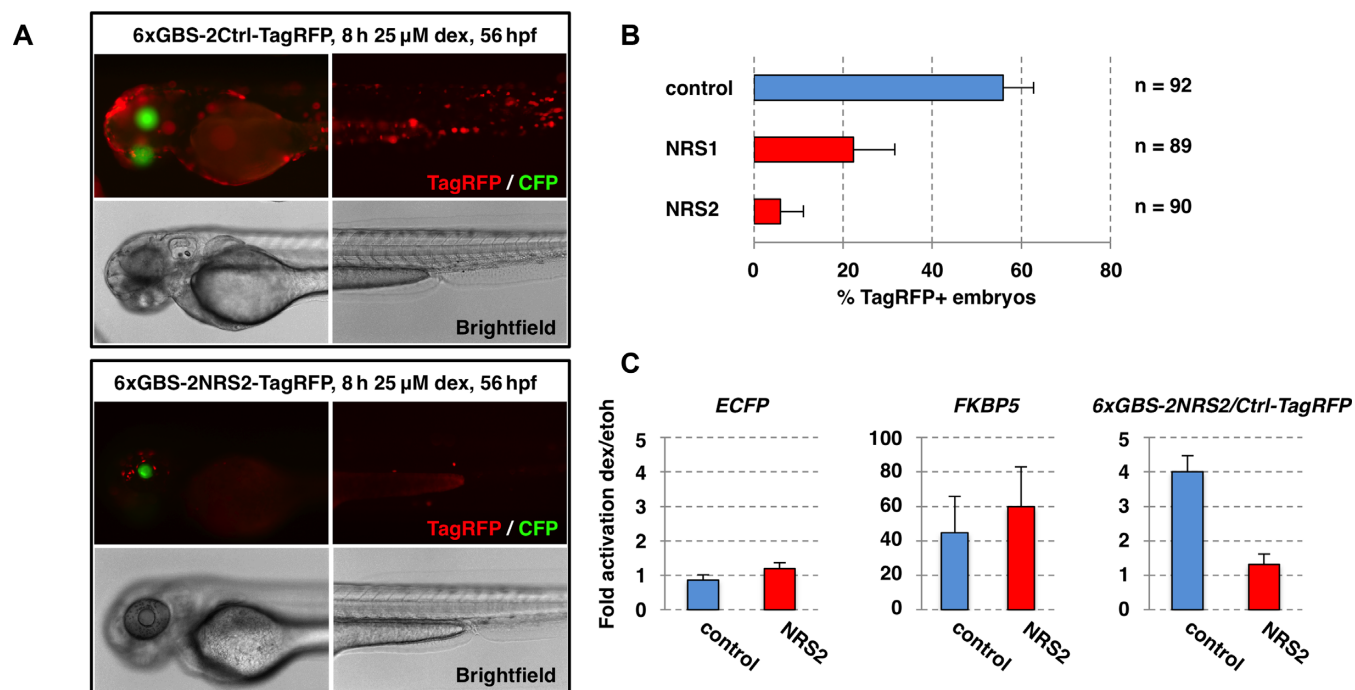 A
6xGBS-2Ctrl-TagRFP, 8 h 25 µM dex, 56 hpf
TagRFP / CFP
Brightfield
6xGBS-2NRS2-TagRFP, 8 h 25 µM dex, 56 hpf
TagRFP / CFP
Brightfield
B
control
n = 92
NRS1
n = 89
NRS2
n = 90
0 20 40 60 80
% TagRFP+ embryos
C
Fold activation dex/etoh
ECFP
5
4
3
2
1
0
control NRS2
FKBP5
100
80
60
40
20
0
control NRS2
6xGBS-2NRS2/Ctrl-TagRFP
5
4
3
2
1
0
control NRS2